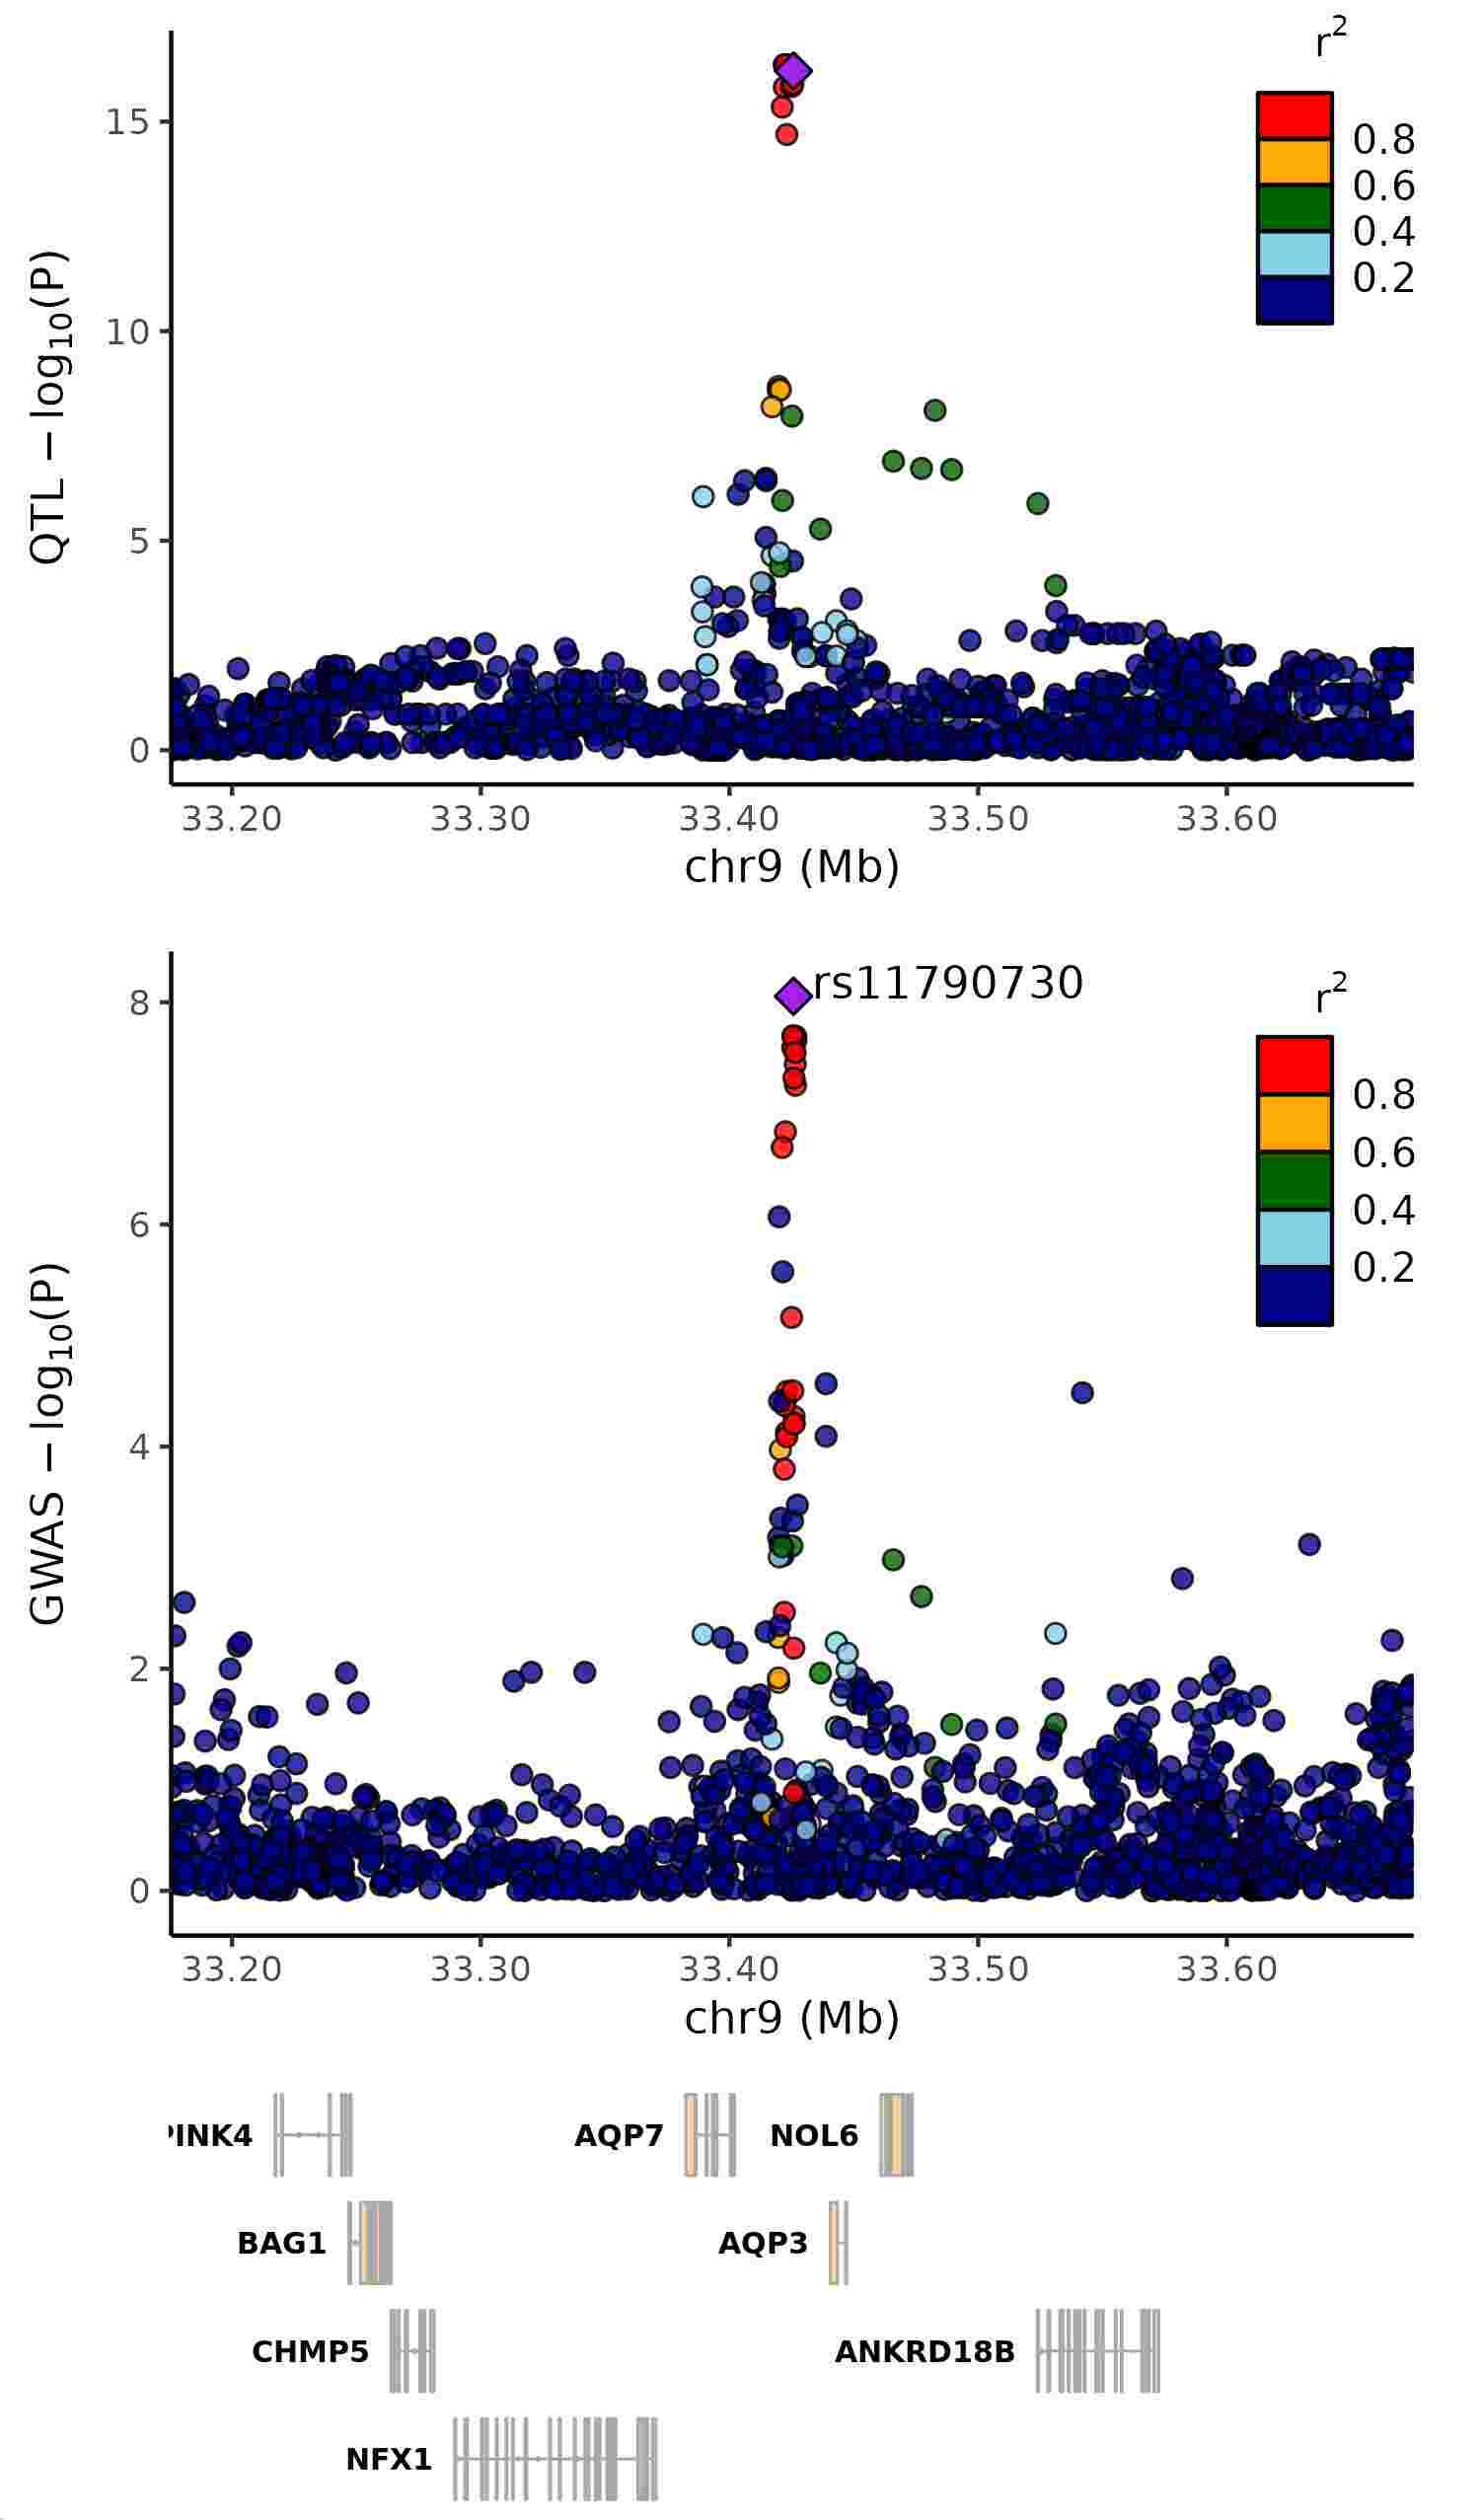 r2
15
0.8
0.6
0.4
0.2
10
5
0
QTL −log10(P)
33.20 33.30 33.40 33.50 33.60
chr9 (Mb)
rs11790730
r2
8
0.8
0.6
0.4
0.2
6
4
2
0
GWAS −log10(P)
33.20 33.30 33.40 33.50 33.60
chr9 (Mb)
PINK4 AQP7 NOL6
BAG1 AQP3
CHMP5 ANKRD18B
NFX1